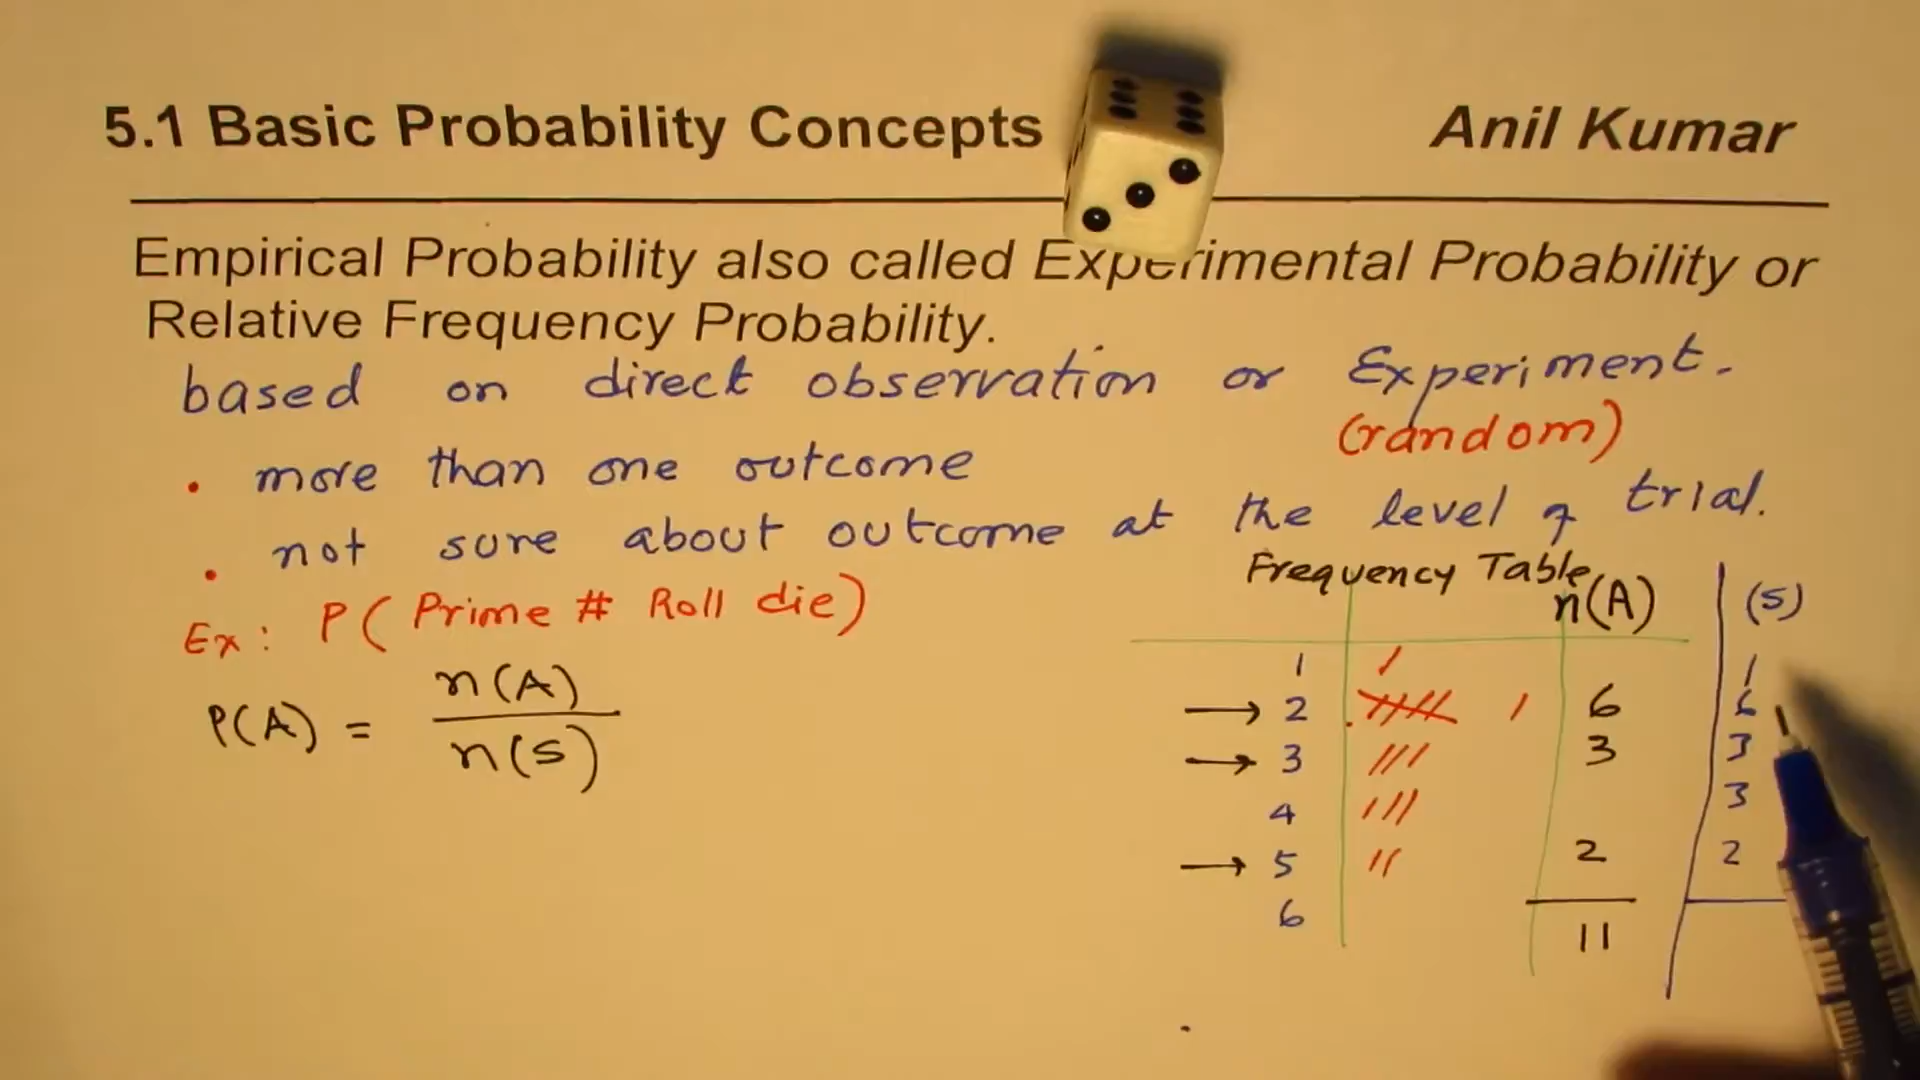 5.1 Basic Probability Concepts Anil Kumar
Empirical Probability also called Experimental Probability or
Relative Frequency Probability.
based on direct observation or Experiment.
(random)
• more than one outcome
• not sure about outcome at the level of trial.
Frequency Table
Ex: P( Prime # Roll die)
n(A) (S)
P(A) = n(A)
n(S)
1 / 1
→ 2 //// / 6 6
→ 3 /// 3 3
4 /// 3
→ 5 // 2 2
6
11